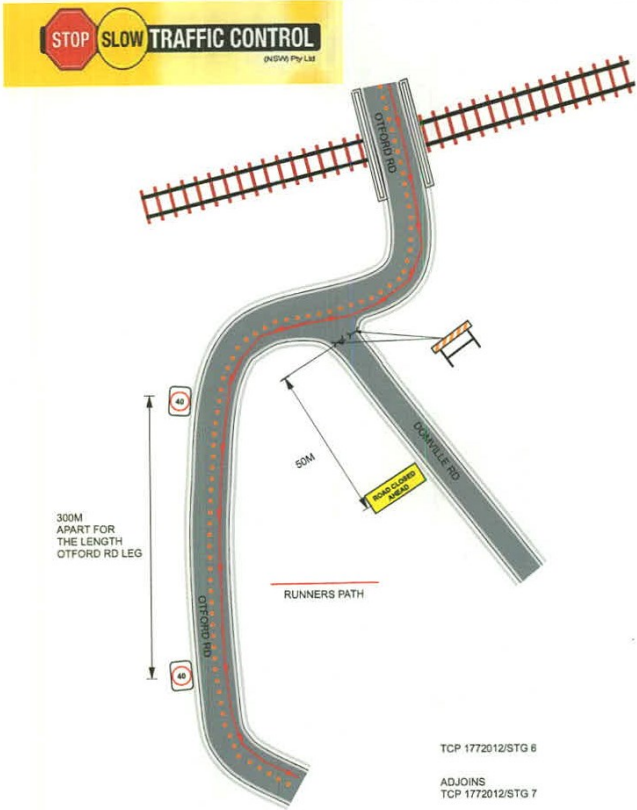 STOP SLOW TRAFFIC CONTROL
(NSW) Pty Ltd
OTFORD RD
40
50M
DOMVILLE RD
ROAD CLOSED
AHEAD
300M
APART FOR
THE LENGTH
OTFORD RD LEG
RUNNERS PATH
OTFORD RD
40
TCP 1772012/STG 6
ADJOINS
TCP 1772012/STG 7